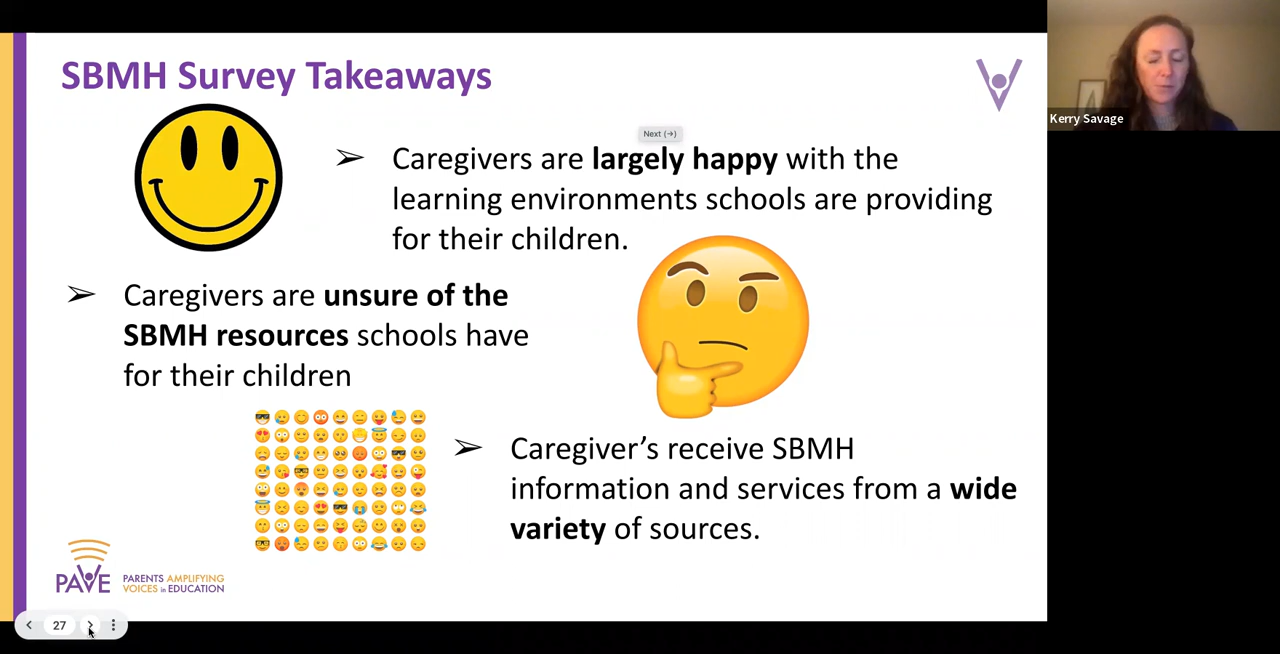 SBMH Survey Takeaways
Kerry Savage
Next (→)
➢ Caregivers are largely happy with the
learning environments schools are providing
for their children.
➢ Caregivers are unsure of the
SBMH resources schools have
for their children
➢ Caregiver’s receive SBMH
information and services from a wide
variety of sources.
PAVE
PARENTS AMPLIFYING
VOICES in EDUCATION
27